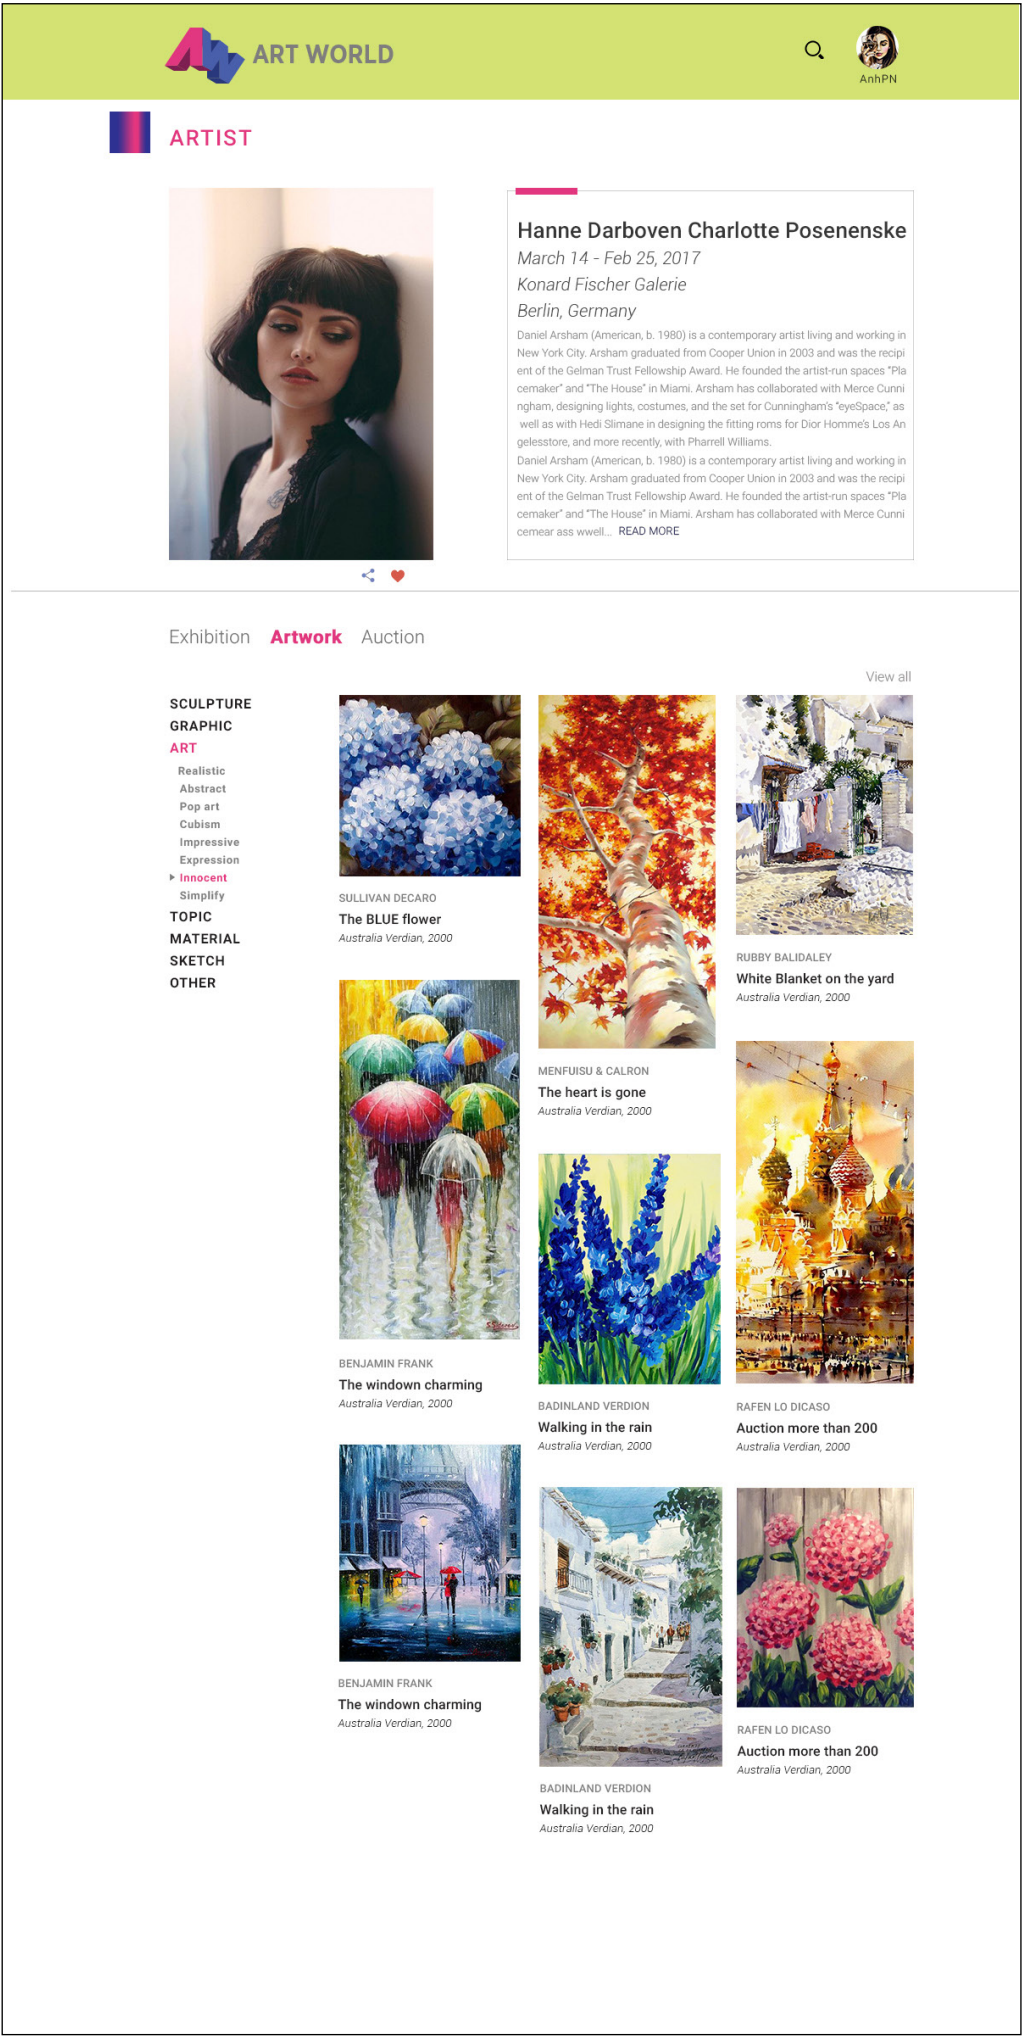 ART WORLD
AnhPN
ARTIST
Hanne Darboven Charlotte Posenenske
March 14 - Feb 25, 2017
Konard Fischer Galerie
Berlin, Germany
Daniel Arsham (American, b. 1980) is a contemporary artist living and working in
New York City. Arsham graduated from Cooper Union in 2003 and was the recipi
ent of the Gelman Trust Fellowship Award. He founded the artist-run spaces “Pla
cemaker” and “The House” in Miami. Arsham has collaborated with Merce Cunni
ngham, designing lights, costumes, and the set for Cunningham's “eyeSpace,” as
well as with Hedi Slimane in designing the fitting roms for Dior Homme's Los An
gelesstore, and more recently, with Pharrell Williams.
Daniel Arsham (American, b. 1980) is a contemporary artist living and working in
New York City. Arsham graduated from Cooper Union in 2003 and was the recipi
ent of the Gelman Trust Fellowship Award. He founded the artist-run spaces “Pla
cemaker” and “The House” in Miami. Arsham has collaborated with Merce Cunni
cemear ass wwell... READ MORE
Exhibition Artwork Auction
View all
SCULPTURE
GRAPHIC
ART
Realistic
Abstract
Pop art
Cubism
Impressive
Expression
Innocent
Simplify
TOPIC
MATERIAL
SKETCH
OTHER
SULLIVAN DECARO
The BLUE flower
Australia Verdian, 2000
BENJAMIN FRANK
The windown charming
Australia Verdian, 2000
BENJAMIN FRANK
The windown charming
Australia Verdian, 2000
MENFUISU & CALRON
The heart is gone
Australia Verdian, 2000
BADINLAND VERDION
Walking in the rain
Australia Verdian, 2000
BADINLAND VERDION
Walking in the rain
Australia Verdian, 2000
RUBBY BALIDALEY
White Blanket on the yard
Australia Verdian, 2000
RAFEN LO DICASO
Auction more than 200
Australia Verdian, 2000
RAFEN LO DICASO
Auction more than 200
Australia Verdian, 2000